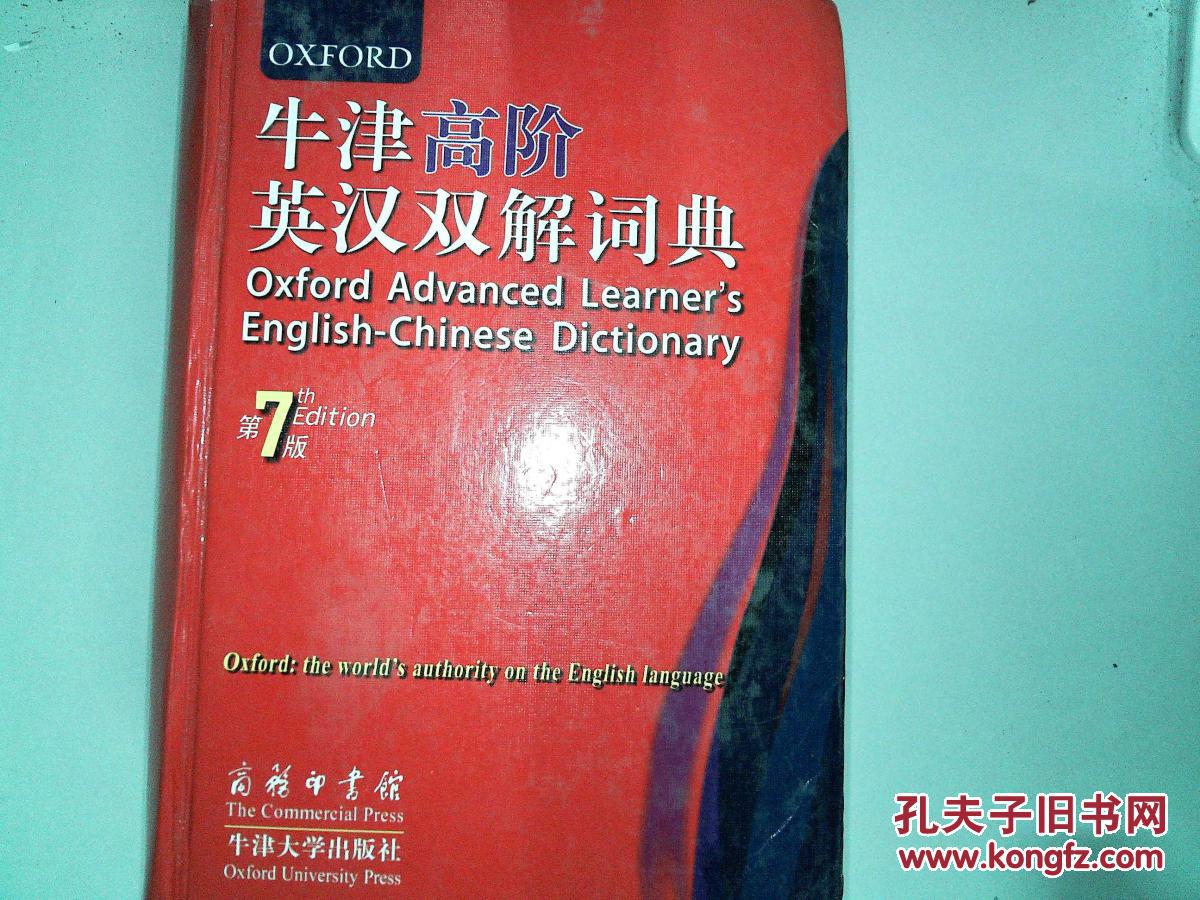 OXFORD
牛津高阶
英汉双解词典
Oxford Advanced Learner's
English-Chinese Dictionary
第7th Edition版
Oxford: the world's authority on the English language
商務印書館
The Commercial Press
牛津大学出版社
Oxford University Press
孔夫子旧书网
www.kongfz.com